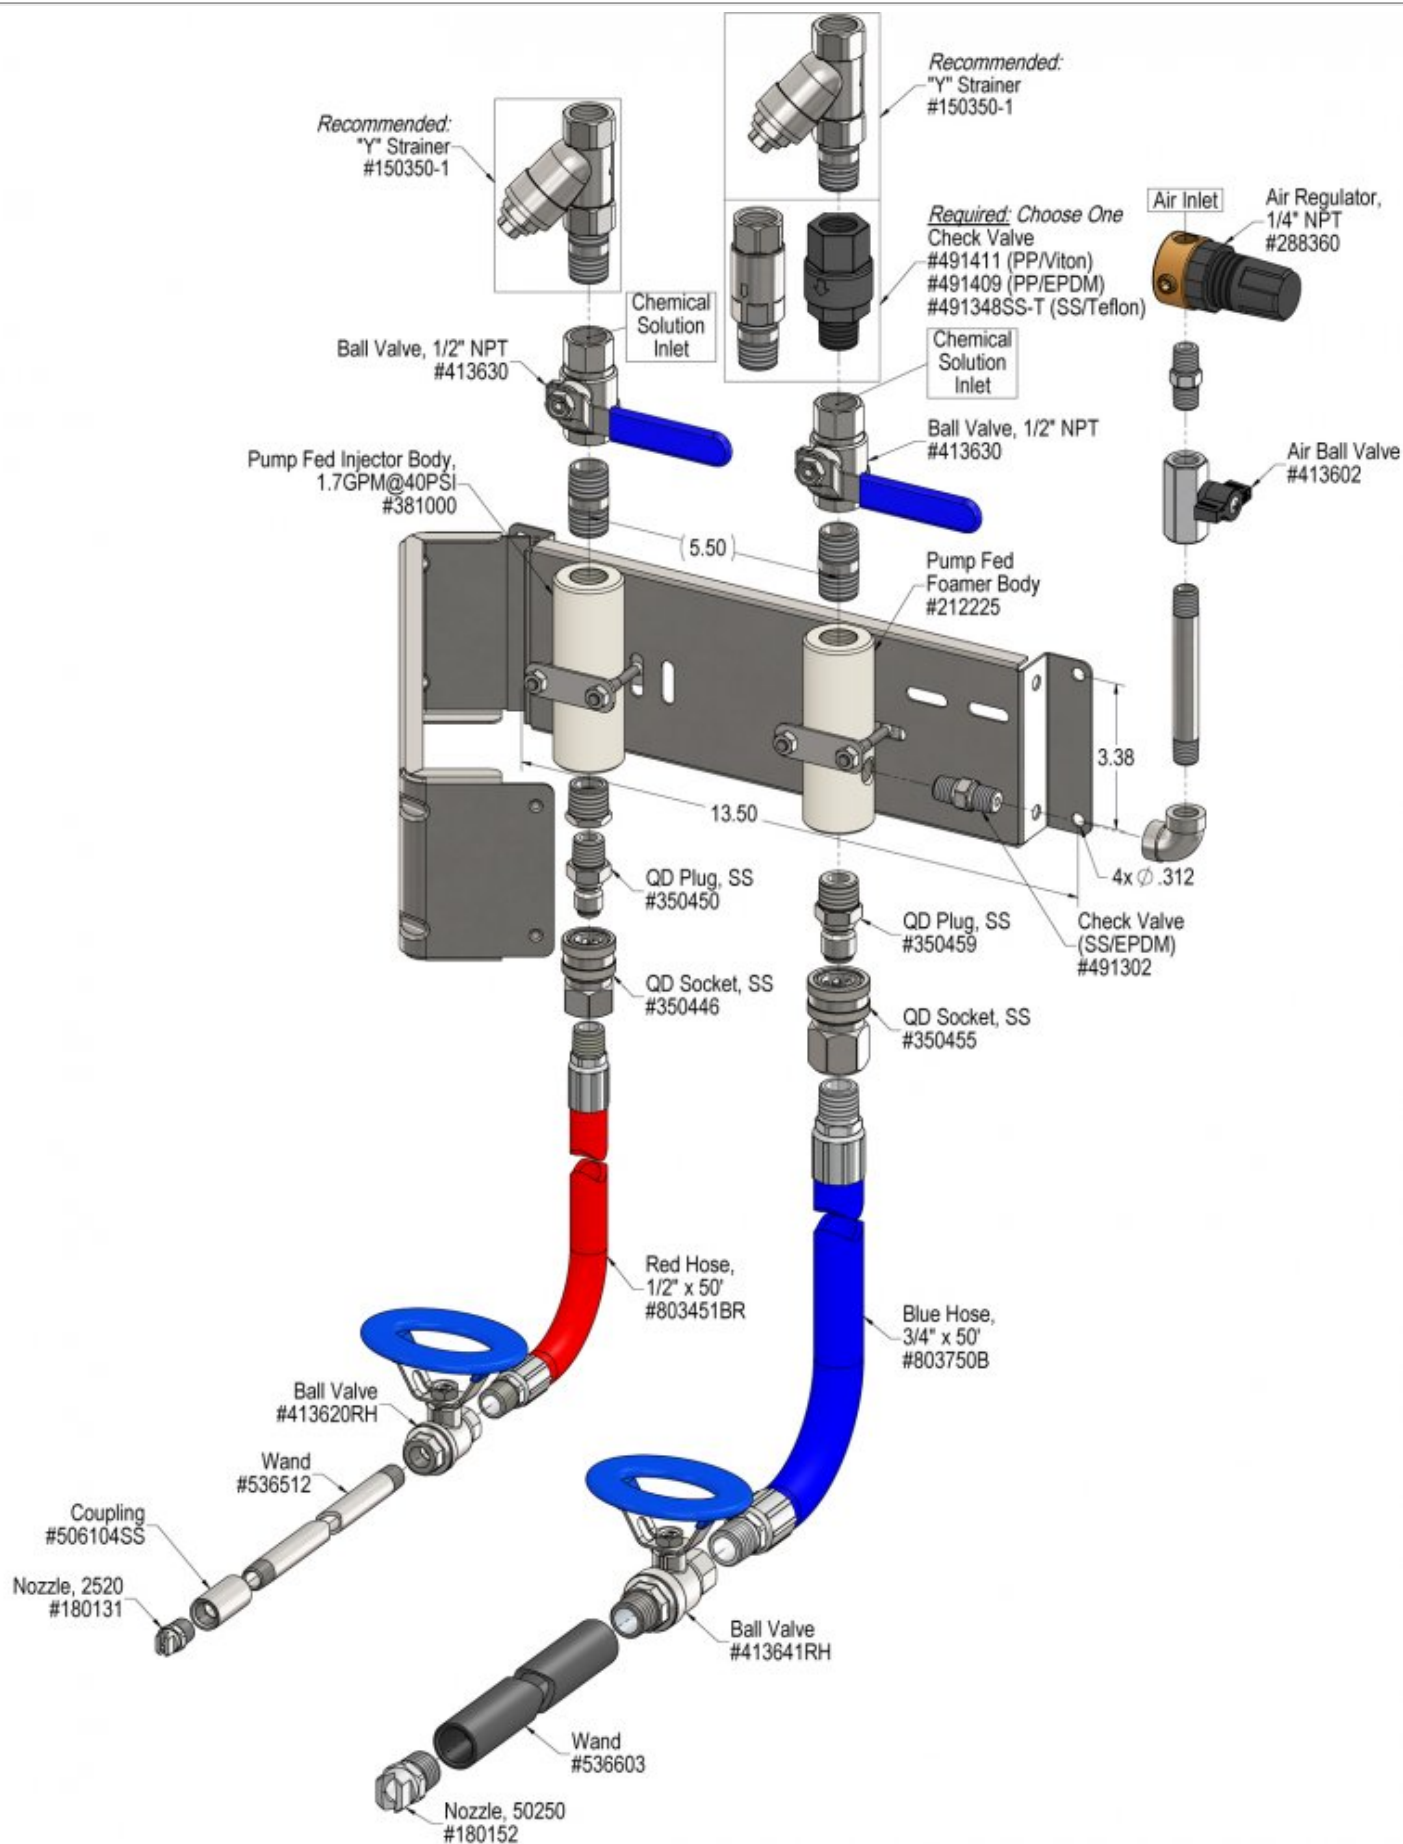 Recommended:
"Y" Strainer
#150350-1
Recommended:
"Y" Strainer
#150350-1
Required: Choose One
Check Valve
#491411 (PP/Viton)
#491409 (PP/EPDM)
#491348SS-T (SS/Teflon)
Air Inlet
Air Regulator,
1/4" NPT
#288360
Chemical
Solution
Inlet
Ball Valve, 1/2" NPT
#413630
Chemical
Solution
Inlet
Ball Valve, 1/2" NPT
#413630
Air Ball Valve
#413602
Pump Fed Injector Body,
1.7GPM@40PSI
#381000
(5.50)
Pump Fed
Foamer Body
#212225
3.38
13.50
4x Ø .312
QD Plug, SS
#350450
QD Plug, SS
#350459
Check Valve
(SS/EPDM)
#491302
QD Socket, SS
#350446
QD Socket, SS
#350455
Red Hose,
1/2" x 50'
#803451BR
Blue Hose,
3/4" x 50'
#803750B
Ball Valve
#413620RH
Wand
#536512
Coupling
#506104SS
Nozzle, 2520
#180131
Ball Valve
#413641RH
Wand
#536603
Nozzle, 50250
#180152